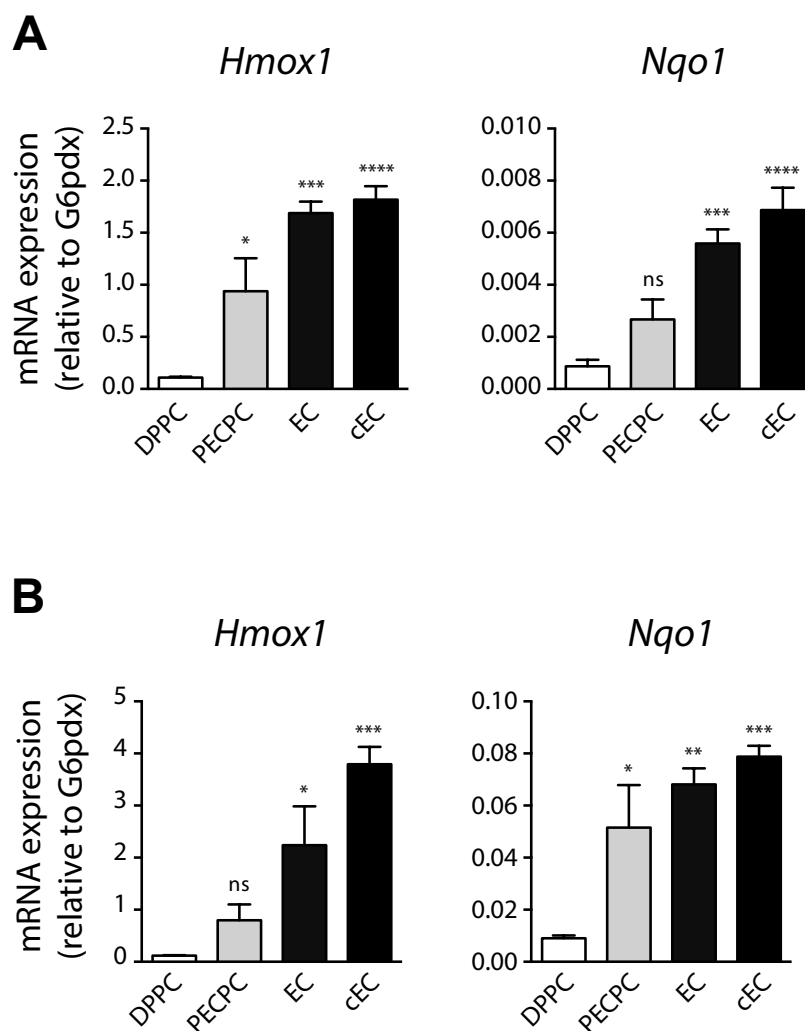 A
Hmox1
Nqo1
mRNA expression
(relative to G6pdx)
2.5
2.0
1.5
1.0
0.5
0.0
*
***
****
DPPC
PECPC
EC
cEC
0.010
0.008
0.006
0.004
0.002
0.000
ns
***
****
DPPC
PECPC
EC
cEC
B
Hmox1
Nqo1
mRNA expression
(relative to G6pdx)
5
4
3
2
1
0
ns
*
***
DPPC
PECPC
EC
cEC
0.10
0.08
0.06
0.04
0.02
0.00
*
**
***
DPPC
PECPC
EC
cEC